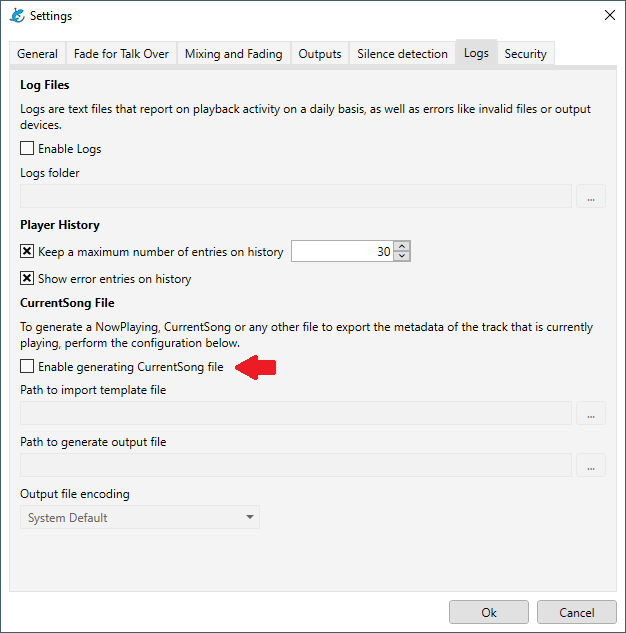 Settings
General
Fade for Talk Over
Mixing and Fading
Outputs
Silence detection
Logs
Security
Log Files
Logs are text files that report on playback activity on a daily basis, as well as errors like invalid files or output
devices.
Enable Logs
Logs folder
...
Player History
Keep a maximum number of entries on history
30
Show error entries on history
CurrentSong File
To generate a NowPlaying, CurrentSong or any other file to export the metadata of the track that is currently
playing, perform the configuration below.
Enable generating CurrentSong file
Path to import template file
...
Path to generate output file
...
Output file encoding
System Default
Ok
Cancel